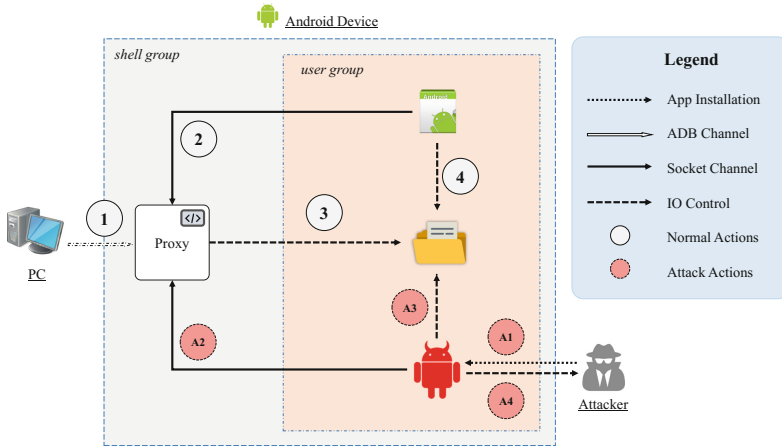 Android Device
shell group
user group
android
Legend
App Installation
ADB Channel
Socket Channel
IO Control
Normal Actions
Attack Actions
2
4
1
3
</>
Proxy
PC
A3
A2
A1
A4
Attacker